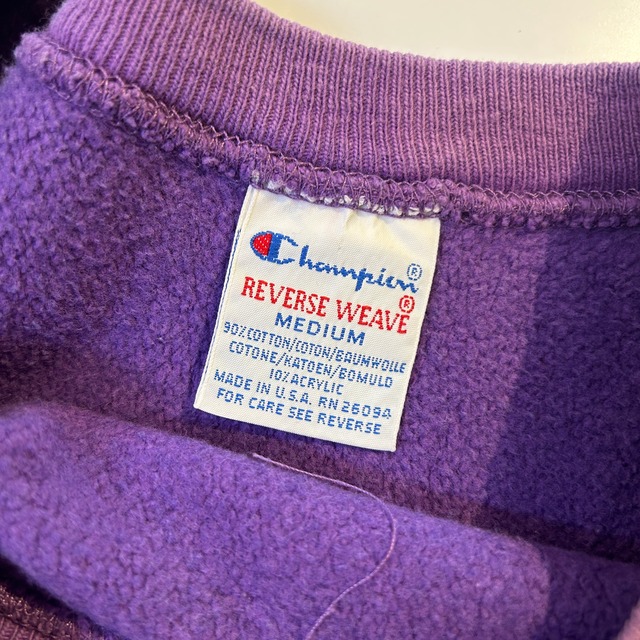 Champion®
REVERSE WEAVE®
MEDIUM
90% COTTON/COTON/BAUMWOLLE
COTONE/KATOEN/BOMULD
10% ACRYLIC
MADE IN U.S.A. RN 26094
FOR CARE SEE REVERSE